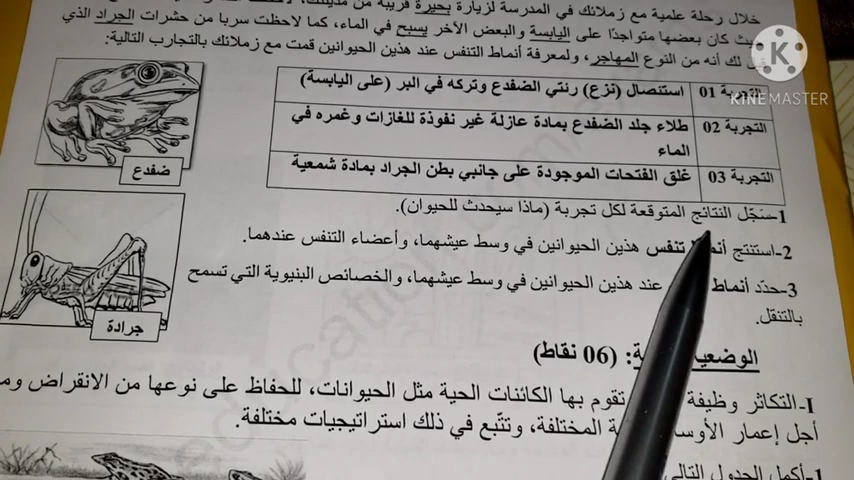 خلال رحلة علمية مع زملائك في المدرسة لزيارة بحيرة قريبة من
كان بعضها متواجدًا على اليابسة والبعض الآخر يسبح في الماء، كما لاحظت سربا من حشرات الجراد الذي
لك أنه من النوع المهاجر، ولمعرفة أنماط التنفس عند هذين الحيوانين قمت مع زملائك بالتجارب التالية:
KINEMASTER
التجربة 01 استئصال (نزع) رئتي الضفدع وتركه في البر (على اليابسة)
التجربة 02 طلاء جلد الضفدع بمادة عازلة غير نفوذة للغازات وغمره في
الماء
التجربة 03 غلق الفتحات الموجودة على جانبي بطن الجراد بمادة شمعية
ضفدع
جرادة
1-سَجّل النتائج المتوقعة لكل تجربة (ماذا سيحدث للحيوان).
2-استنتج تنفس هذين الحيوانين في وسط عيشهما، وأعضاء التنفس عندهما.
3-حدّد أنماط عند هذين الحيوانين في وسط عيشهما، والخصائص البنيوية التي تسمح
بالتنقل.
(06 نقاط)
I-التكاثر وظيفة تقوم بها الكائنات الحية مثل الحيوانات، للحفاظ على نوعها من الانقراض
أجل إعمار المختلفة، وتتّبع في ذلك استراتيجيات مختلفة.
1-أكمل الجدول